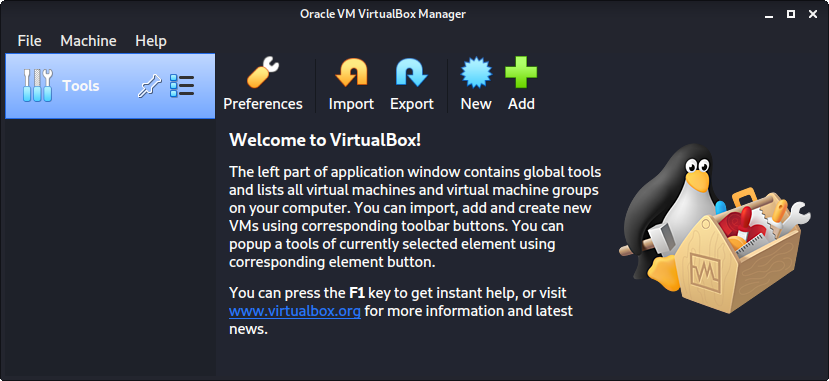 Oracle VM VirtualBox Manager
File Machine Help
Tools
Preferences Import Export New Add
Welcome to VirtualBox!
The left part of application window contains global tools
and lists all virtual machines and virtual machine groups
on your computer. You can import, add and create new
VMs using corresponding toolbar buttons. You can
popup a tools of currently selected element using
corresponding element button.
You can press the F1 key to get instant help, or visit
www.virtualbox.org for more information and latest
news.